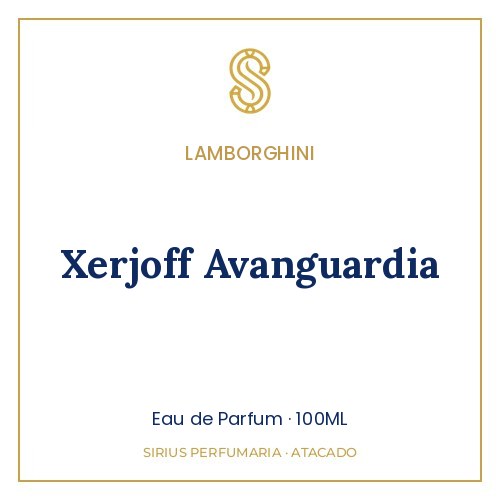 LAMBORGHINI
Xerjoff Avanguardia
Eau de Parfum · 100ML
SIRIUS PERFUMARIA · ATACADO